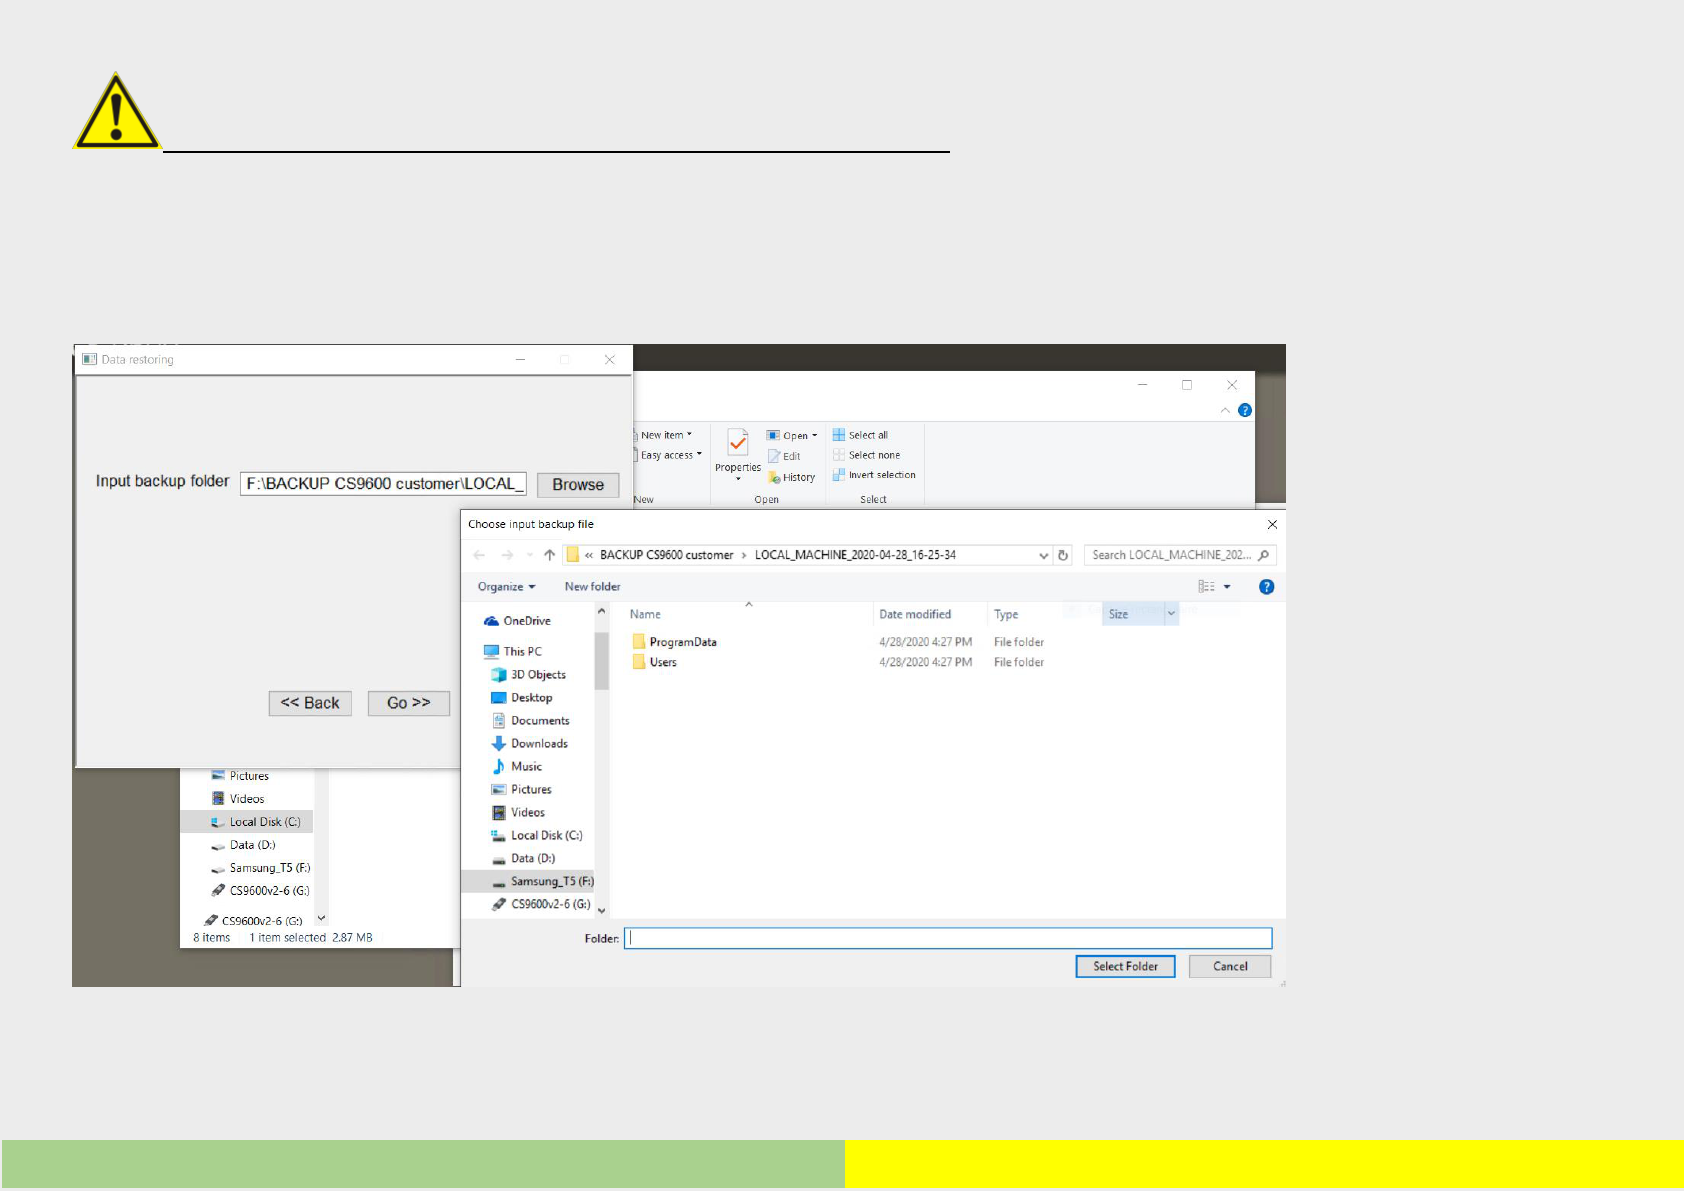 Data restoring
New item
Easy access
New
Properties
Open
Edit
History
Open
Select all
Select none
Invert selection
Select
Input backup folder
F:\BACKUP CS9600 customer\LOCAL_
Browse
<< Back
Go >>
Pictures
Videos
Local Disk (C:)
Data (D:)
Samsung_T5 (F:)
CS9600v2-6 (G:)
CS9600v2-6 (G:)
8 items 1 item selected 2.87 MB
Choose input backup file
« BACKUP CS9600 customer › LOCAL_MACHINE_2020-04-28_16-25-34
Search LOCAL_MACHINE_202...
Organize New folder
OneDrive
This PC
3D Objects
Desktop
Documents
Downloads
Music
Pictures
Videos
Local Disk (C:)
Data (D:)
Samsung_T5 (F:)
CS9600v2-6 (G:)
Name Date modified Type Size
ProgramData 4/28/2020 4:27 PM File folder
Users 4/28/2020 4:27 PM File folder
Folder:
Select Folder
Cancel